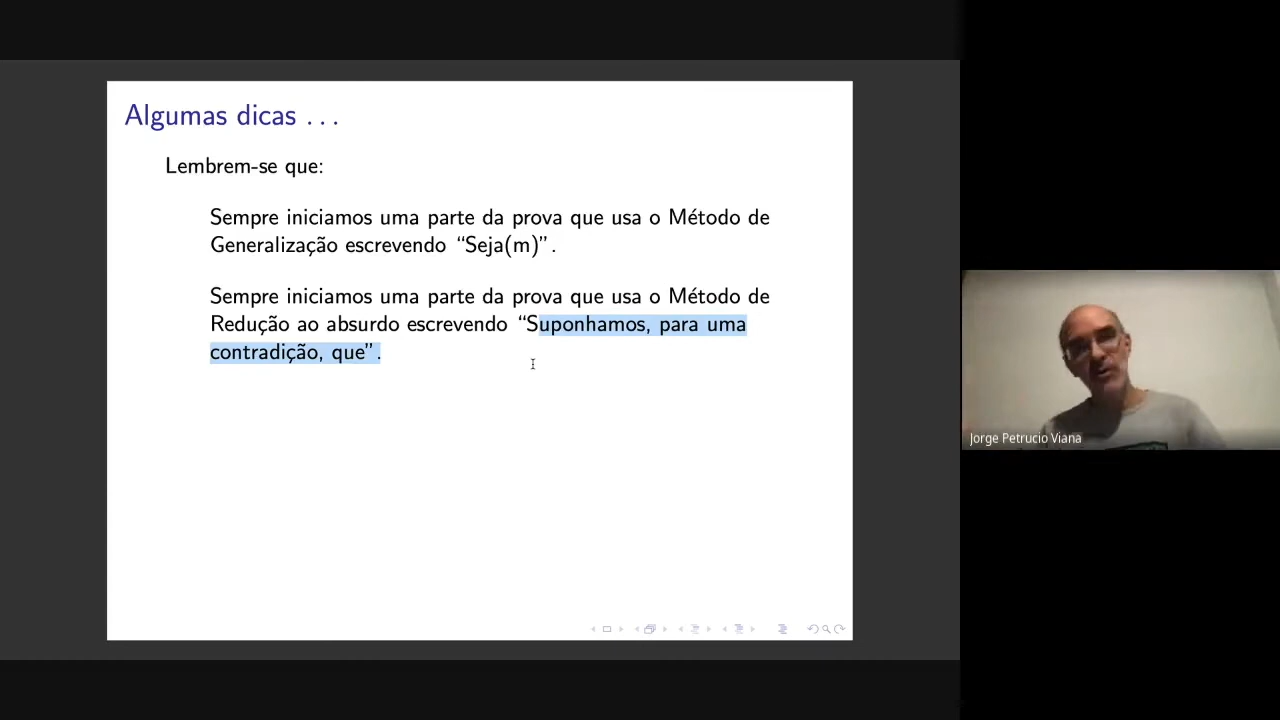 Algumas dicas . . .
Lembrem-se que:
Sempre iniciamos uma parte da prova que usa o Método de
Generalização escrevendo “Seja(m)”.
Sempre iniciamos uma parte da prova que usa o Método de
Redução ao absurdo escrevendo “Suponhamos, para uma
contradição, que”.
Jorge Petrucio Viana